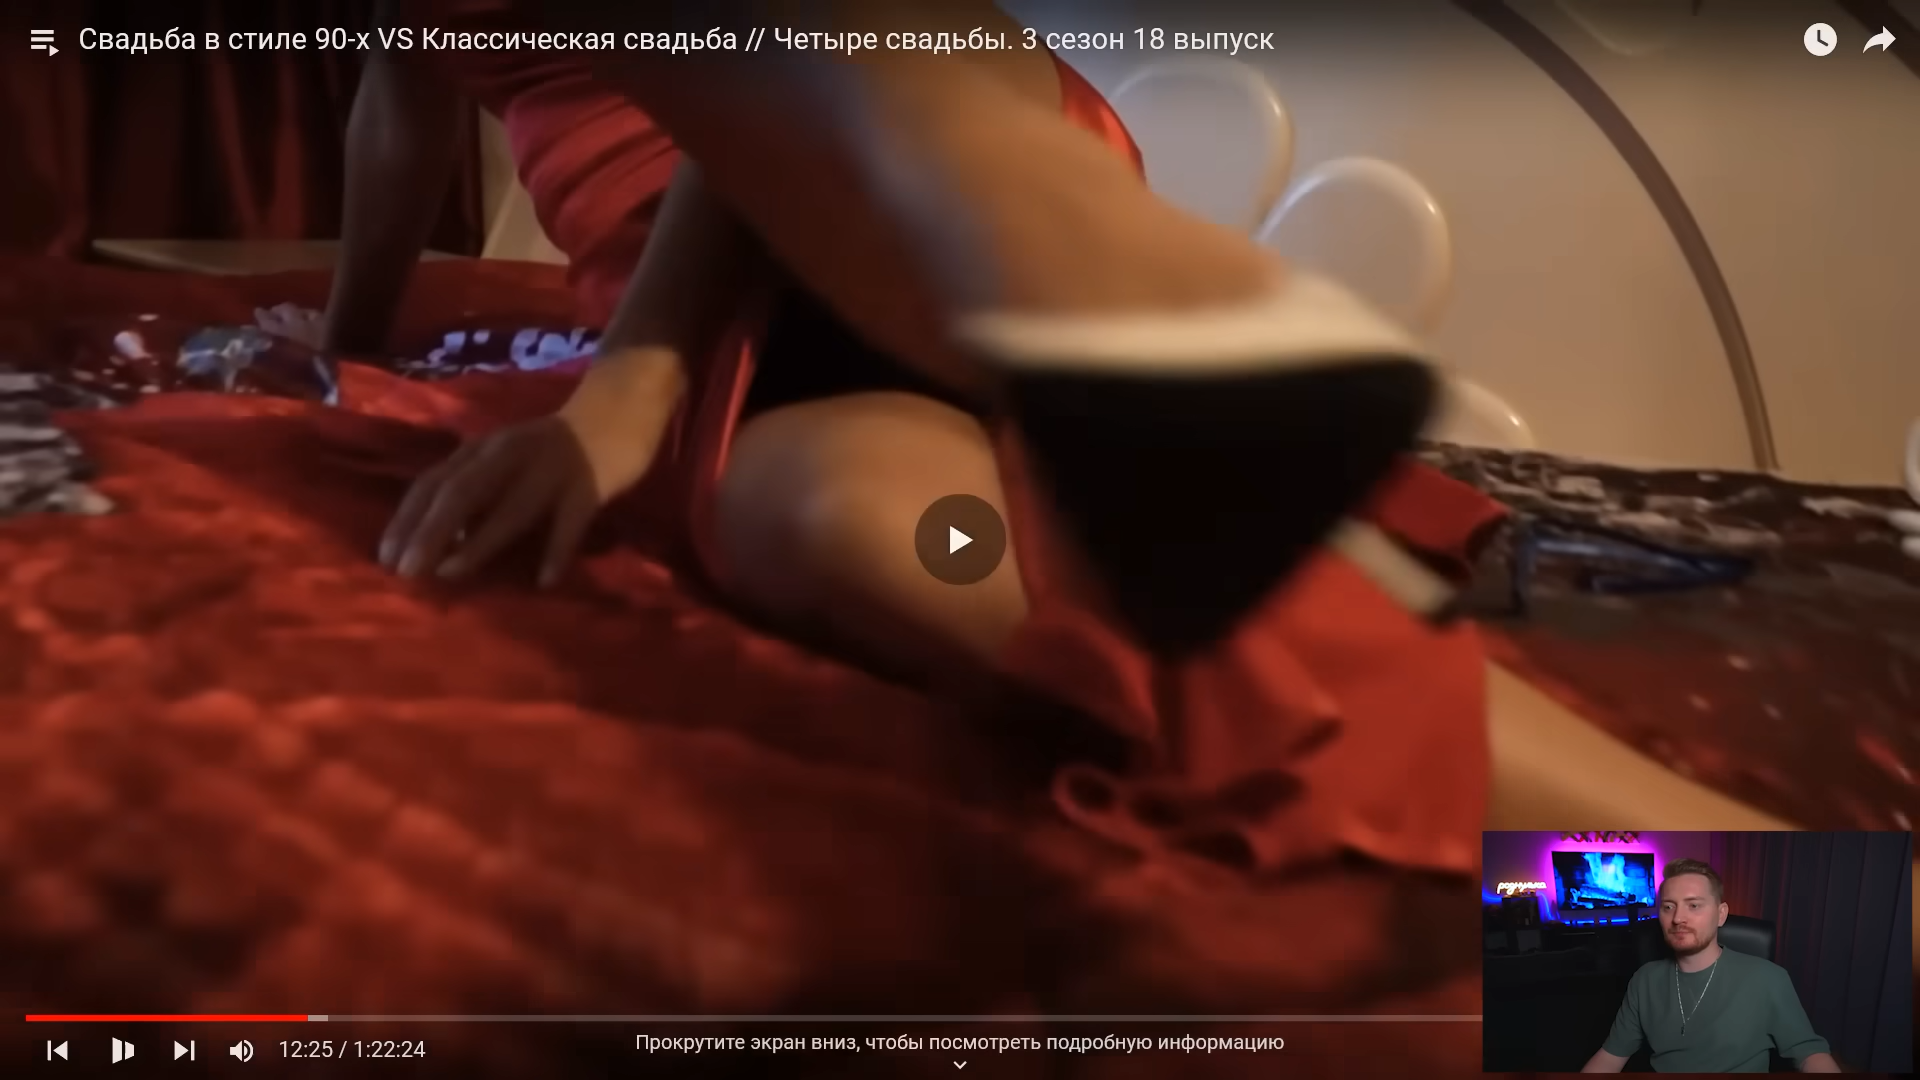 Свадьба в стиле 90-х VS Классическая свадьба // Четыре свадьбы. 3 сезон 18 выпуск
роднулька
12:25 / 1:22:24
Прокрутите экран вниз, чтобы посмотреть подробную информацию